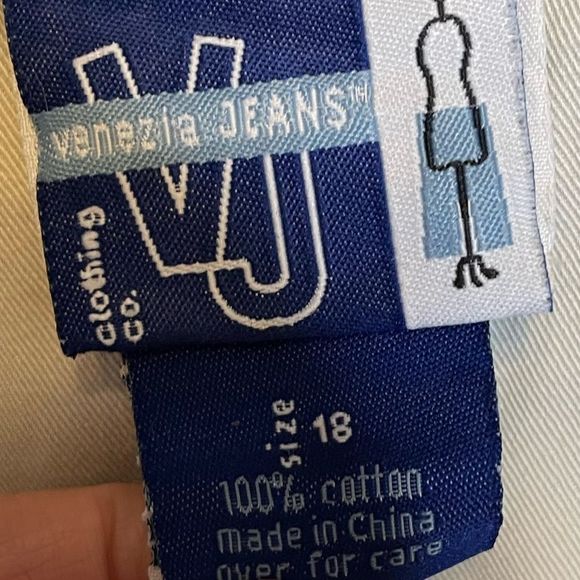 venezia JEANS™
VJ
clothing
co.
size 18
100% cotton
made in China
over for care